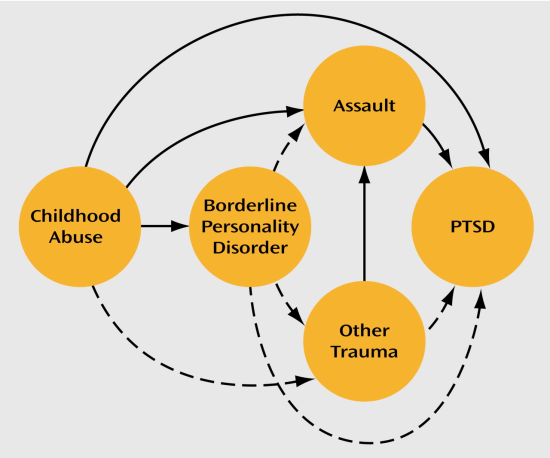 Assault
Childhood
Abuse
Borderline
Personality
Disorder
PTSD
Other
Trauma